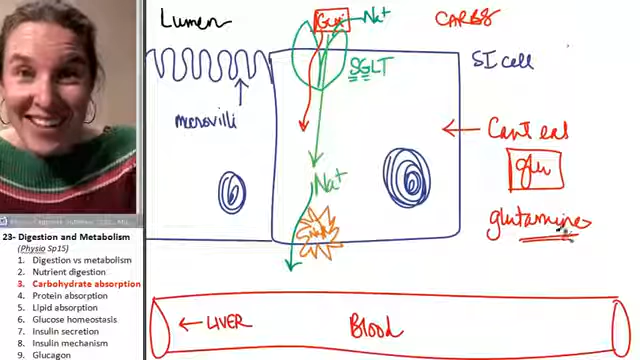 Lumen
Glu
Na+
CARBS
SGLT
SI cell
microvilli
Can't eat
glu
glutamine
Na+
LIVER
Blood
23- Digestion and Metabolism
(Physio Sp15)
1. Digestion vs metabolism
2. Nutrient digestion
3. Carbohydrate absorption
4. Protein absorption
5. Lipid absorption
6. Glucose homeostasis
7. Insulin secretion
8. Insulin mechanism
9. Glucagon